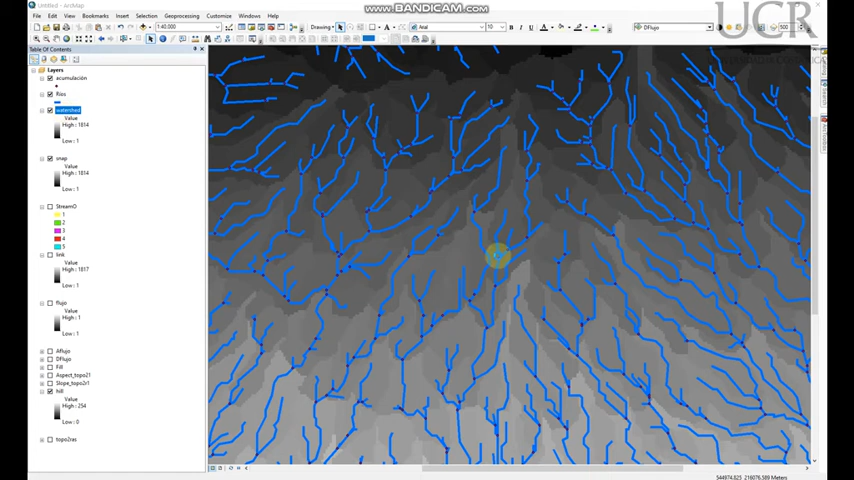 WWW.BANDICAM.COM
Untitled - ArcMap
UCR
File Edit View Bookmarks Insert Selection Geoprocessing Customize Windows Help
1:40.000
Drawing
Arial
10
B I U A
DFlujo
500
Table Of Contents
Layers
acumulación
Ríos
watershed
Value
High : 1814
Low : 1
snap
Value
High : 1814
Low : 1
StreamO
1
2
3
4
5
link
Value
High : 1817
Low : 1
flujo
Value
High : 1
Low : 1
Aflujo
DFlujo
Fill
Aspect_topo21
Slope_topo2r1
hill
Value
High : 254
Low : 0
topo2ras
544974.825 216076.589 Meters